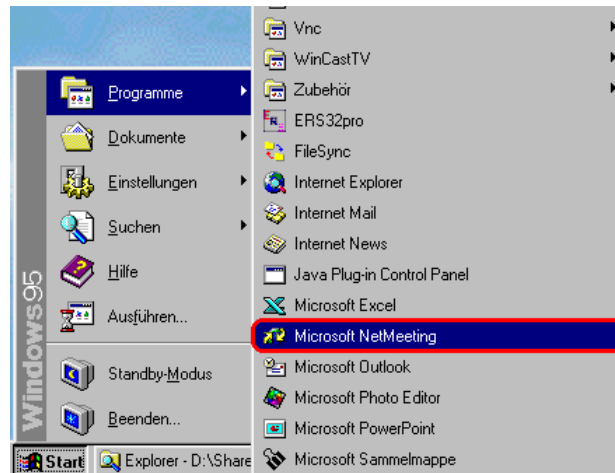 Programme
Dokumente
Einstellungen
Suchen
Hilfe
Ausführen...
Standby-Modus
Beenden...
Windows95
Start
Explorer - D:\Share
Vnc
WinCastTV
Zubehör
ERS32pro
FileSync
Internet Explorer
Internet Mail
Internet News
Java Plug-in Control Panel
Microsoft Excel
Microsoft NetMeeting
Microsoft Outlook
Microsoft Photo Editor
Microsoft PowerPoint
Microsoft Sammelmappe